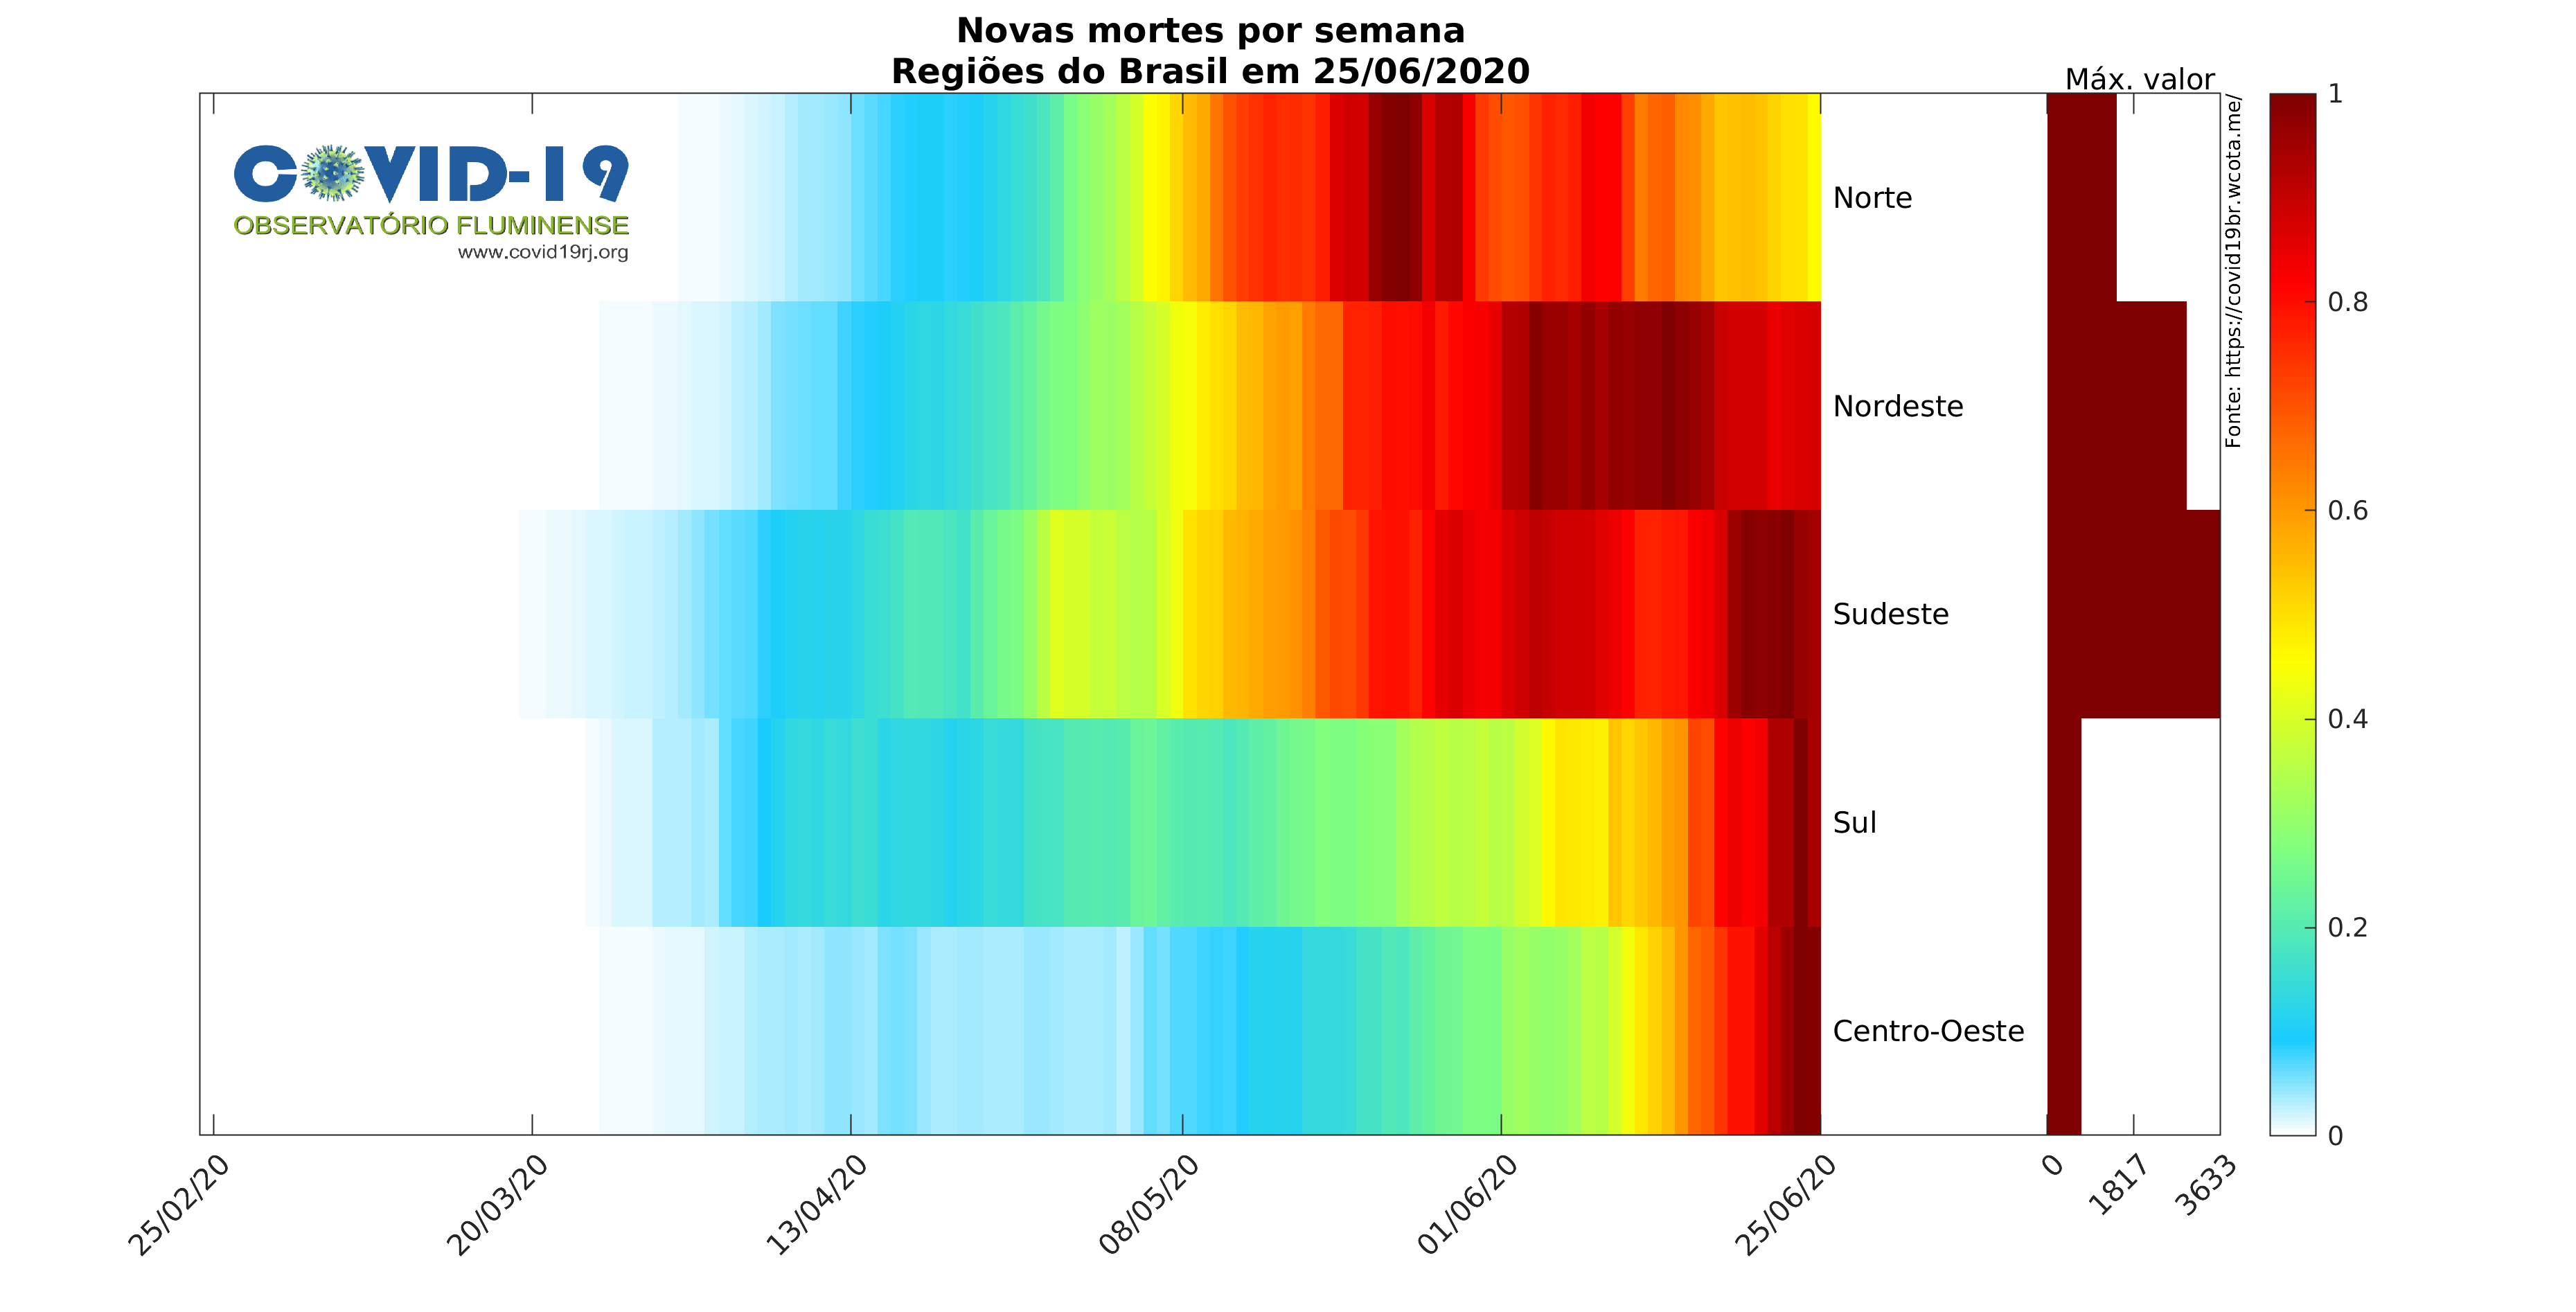 Novas mortes por semana
Regiões do Brasil em 25/06/2020
Máx. valor
COVID-19
OBSERVATÓRIO FLUMINENSE
www.covid19rj.org
Norte
Nordeste
Sudeste
Sul
Centro-Oeste
Fonte: https://covid19br.wcota.me/
1
0.8
0.6
0.4
0.2
0
25/02/20
20/03/20
13/04/20
08/05/20
01/06/20
25/06/20
0
1817
3633